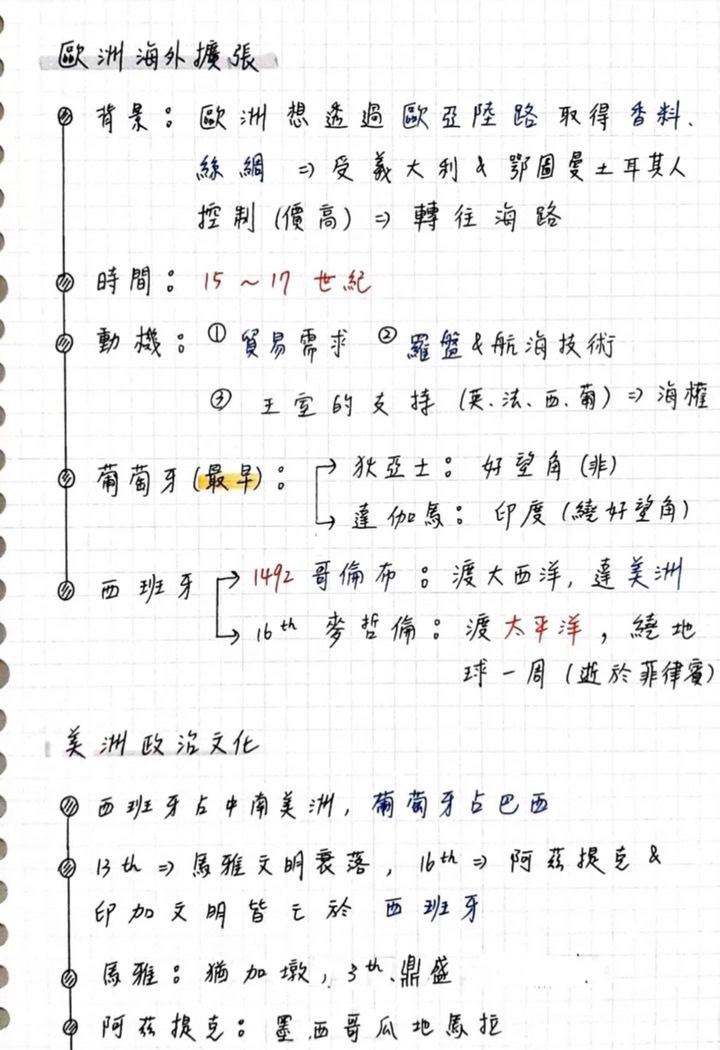 歐洲海外擴張
背景：歐洲想透過歐亞陸路取得香料、
絲綢 ⇒ 受義大利&鄂圖曼土耳其人
控制(價高) ⇒ 轉往海路
時間：15～17世紀
動機：①貿易需求 ②羅盤&航海技術
③王室的支持(英、法、西、葡) ⇒ 海權
葡萄牙(最早)：→狄亞士：好望角(非)
→達伽馬：印度(繞好望角)
西班牙→1492哥倫布：渡大西洋，達美洲
→16th 麥哲倫：渡太平洋，繞地
球一周(逝於菲律賓)
美洲政治文化
西班牙占中南美洲，葡萄牙占巴西
13th ⇒ 馬雅文明衰落，16th ⇒ 阿茲提克&
印加文明皆亡於西班牙
馬雅：猶加墩，3th、鼎盛
阿茲提克：墨西哥瓜地馬拉